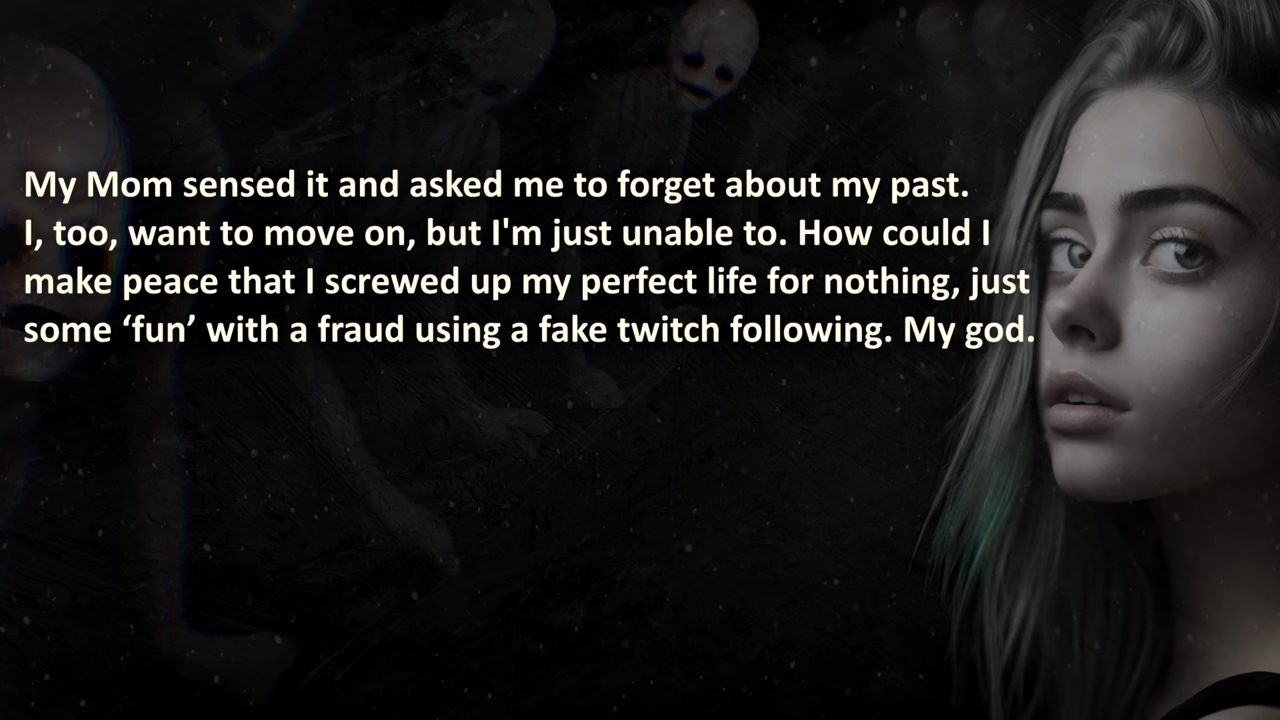 My Mom sensed it and asked me to forget about my past.
I, too, want to move on, but I'm just unable to. How could I
make peace that I screwed up my perfect life for nothing, just
some ‘fun’ with a fraud using a fake twitch following. My god.